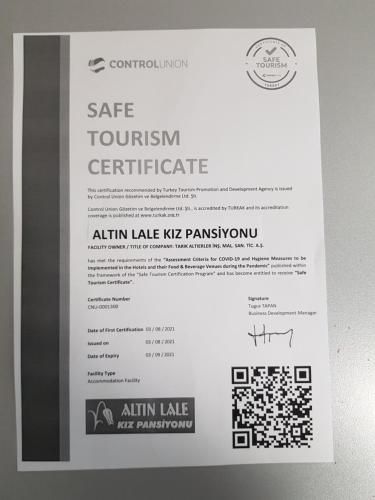 CONTROLUNION
SAFE
TOURISM
TURKEY
SAFE
TOURISM
CERTIFICATE
This certification recommended by Turkey Tourism Promotion and Development Agency is issued
by Control Union Gözetim ve Belgelendirme Ltd. Şti.
Control Union Gözetim ve Belgelendirme Ltd. Şti., is accredited by TURKAK and its accreditation
coverage is published at www.turkak.org.tr
ALTIN LALE KIZ PANSİYONU
FACILITY OWNER / TITLE OF COMPANY: TARIK ALTIERLER İNŞ. MAL. SAN. TİC. A.Ş.
has met the requirements of the "Assessment Criteria for COVID-19 and Hygiene Measures to be
Implemented in the Hotels and their Food & Beverage Venues during the Pandemic" published within
the framework of the "Safe Tourism Certification Program" and has become entitled to receive "Safe
Tourism Certificate".
Certificate Number
CNU-0001300
Signature
Tugce TAPAN
Business Development Manager
Date of First Certification 03 / 08 / 2021
Issued on 03 / 08 / 2021
Date of Expiry 03 / 09 / 2021
Facility Type
Accommodation Facility
ALTIN LALE
KIZ PANSİYONU